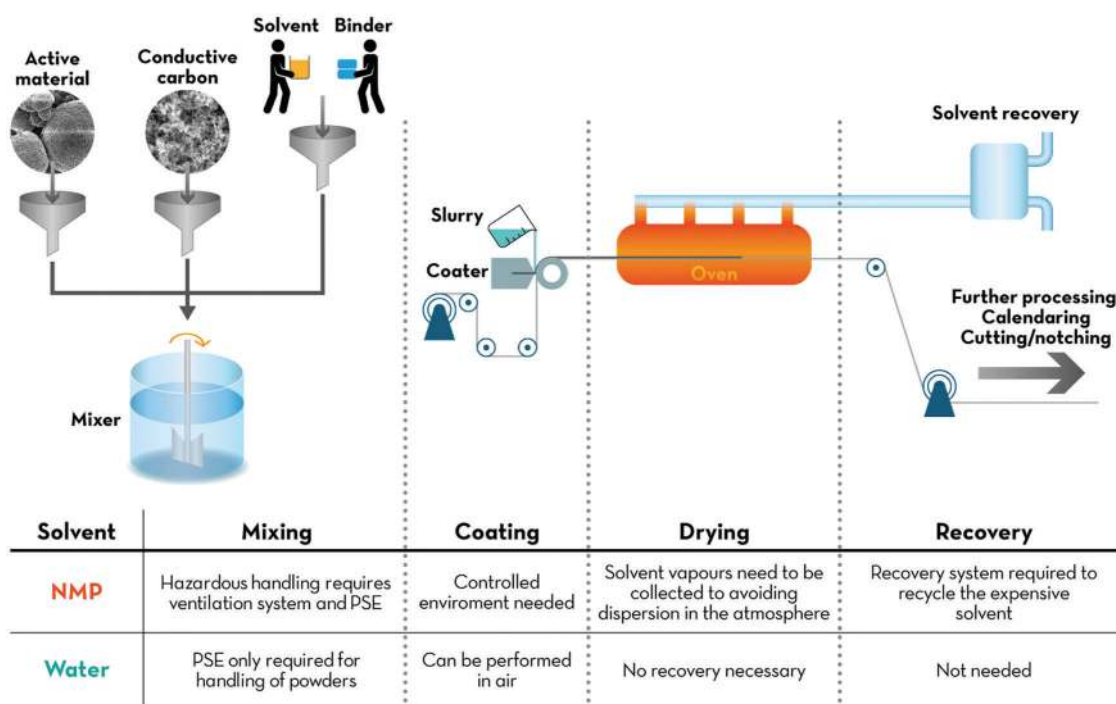 Solvent Binder
Active
material
Conductive
carbon
Solvent recovery
Slurry
Coater
Oven
Further processing
Calendaring
Cutting/notching
Mixer
Solvent Mixing Coating Drying Recovery
NMP
Hazardous handling requires
ventilation system and PSE
Controlled
enviroment needed
Solvent vapours need to be
collected to avoiding
dispersion in the atmosphere
Recovery system required to
recycle the expensive
solvent
Water
PSE only required for
handling of powders
Can be performed
in air
No recovery necessary
Not needed